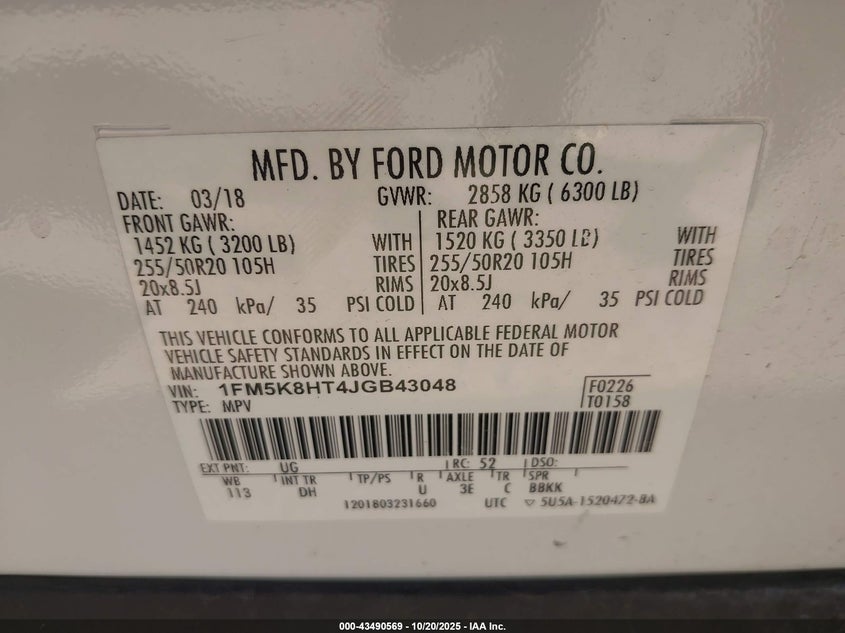 MFD. BY FORD MOTOR CO.
DATE: 03/18 GVWR: 2858 KG ( 6300 LB)
FRONT GAWR: REAR GAWR:
1452 KG ( 3200 LB) WITH 1520 KG ( 3350 LB) WITH
255/50R20 105H TIRES 255/50R20 105H TIRES
20x8.5J RIMS 20x8.5J RIMS
AT 240 kPa/ 35 PSI COLD AT 240 kPa/ 35 PSI COLD
THIS VEHICLE CONFORMS TO ALL APPLICABLE FEDERAL MOTOR
VEHICLE SAFETY STANDARDS IN EFFECT ON THE DATE OF
MANUFACTURE SHOWN ABOVE.
VIN: 1FM5K8HT4JGB43048 F0226
TYPE: MPV T0158
EXT PNT: UG RC: 52 DSO:
WB INT TR TP/PS R AXLE TR SPR
113 DH U 3E C BBKK
1201803231660 UTC ▽ 5U5A-1520472-BA
000-43490569 - 10/20/2025 - IAA Inc.